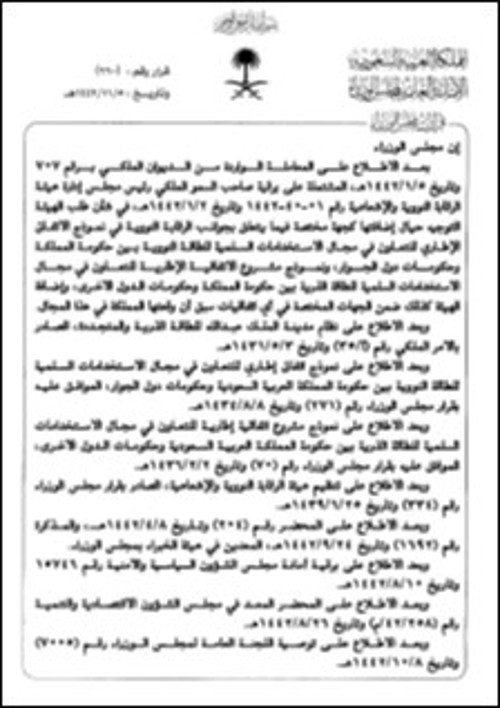 بسم الله الرحمن الرحيم
المملكة العربية السعودية
الأمانة العامة لمجلس الوزراء
قرار رقم :
وتاريخ :
قرارات مجلس الوزراء
إن مجلس الوزراء
بعد الاطلاع على المعاملة الواردة من الديوان الملكي برقم ٧٠٧
وتاريخ ١٤٤٢/١/٥هـ، المشتملة على برقية صاحب السمو الملكي رئيس مجلس إدارة هيئة
الرقابة النووية والإشعاعية رقم ٠١-٤٠-١٤٤٢ وتاريخ ١٤٤٢/١/٢هـ، في شأن طلب الهيئة
التوجيه حيال إضافتها كجهة مختصة فيما يتعلق بجوانب الرقابة النووية في نموذج الاتفاق
الإطاري للتعاون في مجال الاستخدامات السلمية للطاقة النووية بين حكومة المملكة
وحكومات دول الجوار، ونموذج مشروع الاتفاقية الإطارية للتعاون في مجال
الاستخدامات السلمية للطاقة الذرية بين حكومة المملكة وحكومات الدول الأخرى، وإضافة
الهيئة كذلك ضمن الجهات المختصة في أي اتفاقيات سبق أن وقعتها المملكة في هذا المجال.
وبعد الاطلاع على نظام مدينة الملك عبدالله للطاقة الذرية والمتجددة، الصادر
بالأمر الملكي رقم (أ/٣٥) وتاريخ ١٤٣١/٥/٣هـ.
وبعد الاطلاع على نموذج اتفاق إطاري للتعاون في مجال الاستخدامات السلمية
للطاقة النووية بين حكومة المملكة العربية السعودية وحكومات دول الجوار، الموافق عليه
بقرار مجلس الوزراء رقم (٢٧١) وتاريخ ١٤٣٤/٨/٨هـ.
وبعد الاطلاع على نموذج مشروع اتفاقية إطارية للتعاون في مجال الاستخدامات
السلمية للطاقة الذرية بين حكومة المملكة العربية السعودية وحكومات الدول الأخرى،
الموافق عليه بقرار مجلس الوزراء رقم (٧٠) وتاريخ ١٤٣٦/٢/٢هـ.
وبعد الاطلاع على تنظيم هيئة الرقابة النووية والإشعاعية، الصادر بقرار مجلس الوزراء
رقم (٣٣٤) وتاريخ ١٤٣٩/٦/٢٥هـ.
وبعد الاطلاع على المحضر رقم (٢٠٤) وتاريخ ١٤٤٢/٤/٨هـ، والمذكرة
رقم (١٦٩٢) وتاريخ ١٤٤٢/٩/٢٤هـ، المعدين في هيئة الخبراء بمجلس الوزراء.
وبعد الاطلاع على برقية أمانة مجلس الشؤون السياسية والأمنية رقم ١٥٧٤٦
وتاريخ ١٤٤٢/٨/١٠هـ.
وبعد الاطلاع على المحضر المعد في مجلس الشؤون الاقتصادية والتنمية
رقم (٤٢/٢٥٨/م) وتاريخ ١٤٤٢/٨/٢٦هـ.
وبعد الاطلاع على توصية اللجنة العامة لمجلس الوزراء رقم (٧٠٠٥)
وتاريخ ١٤٤٢/١٠/٨هـ.